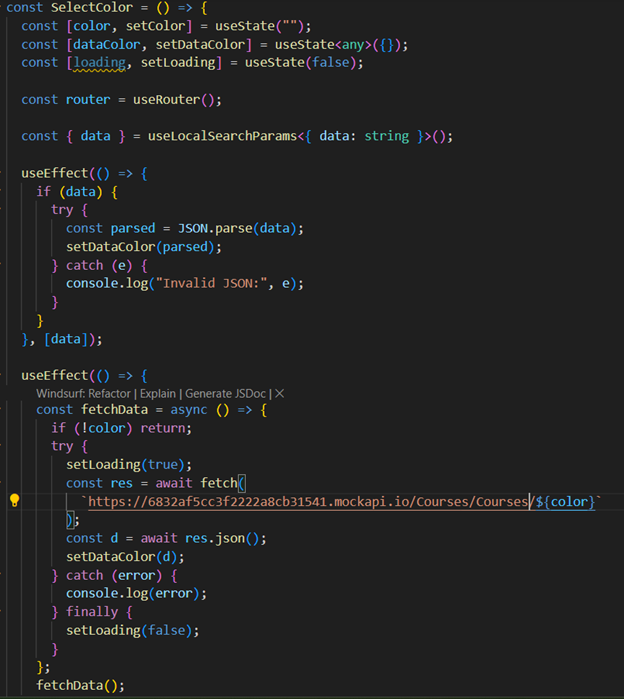 const SelectColor = () => {
const [color, setColor] = useState("");
const [dataColor, setDataColor] = useState<any>({});
const [loading, setLoading] = useState(false);
const router = useRouter();
const { data } = useLocalSearchParams<{ data: string }>();
useEffect(() => {
if (data) {
try {
const parsed = JSON.parse(data);
setDataColor(parsed);
} catch (e) {
console.log("Invalid JSON:", e);
}
}
}, [data]);
useEffect(() => {
Windsurf: Refactor | Explain | Generate JSDoc | ✕
const fetchData = async () => {
if (!color) return;
try {
setLoading(true);
const res = await fetch(
`https://6832af5cc3f2222a8cb31541.mockapi.io/Courses/Courses/${color}`
);
const d = await res.json();
setDataColor(d);
} catch (error) {
console.log(error);
} finally {
setLoading(false);
}
};
fetchData();